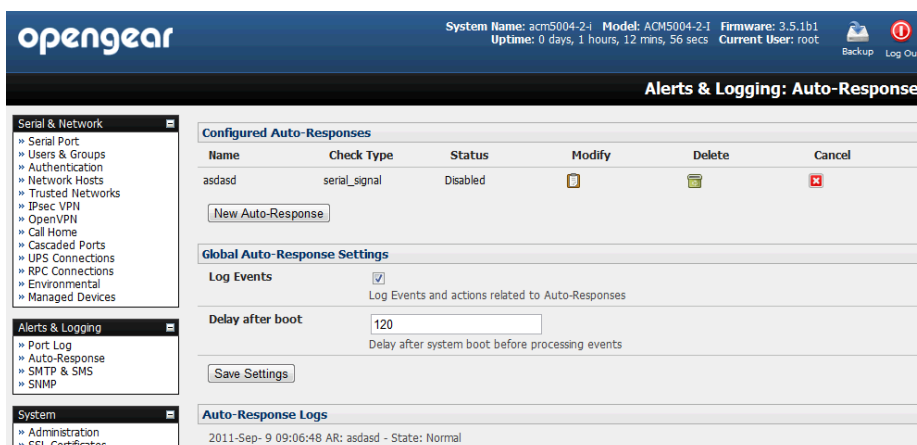 opengear
System Name: acm5004-2-i Model: ACM5004-2-I Firmware: 3.5.1b1
Uptime: 0 days, 1 hours, 12 mins, 56 secs Current User: root
Backup
Log Ou
Alerts & Logging: Auto-Response
Serial & Network
» Serial Port
» Users & Groups
» Authentication
» Network Hosts
» Trusted Networks
» IPsec VPN
» OpenVPN
» Call Home
» Cascaded Ports
» UPS Connections
» RPC Connections
» Environmental
» Managed Devices
Alerts & Logging
» Port Log
» Auto-Response
» SMTP & SMS
» SNMP
System
» Administration
» SSL Certificates
Configured Auto-Responses
Name Check Type Status Modify Delete Cancel
asdasd serial_signal Disabled
New Auto-Response
Global Auto-Response Settings
Log Events
Log Events and actions related to Auto-Responses
Delay after boot
120
Delay after system boot before processing events
Save Settings
Auto-Response Logs
2011-Sep- 9 09:06:48 AR: asdasd - State: Normal